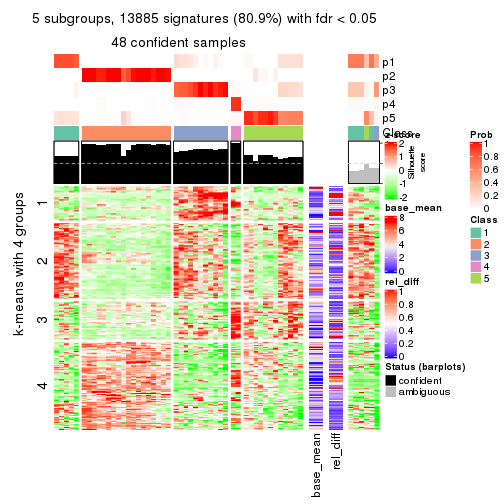 5 subgroups, 13885 signatures (80.9%) with fdr < 0.05
48 confident samples
p1
p2
p3
p4
p5
Class
z-score
2
1
0
-1
-2
Silhouette
score
Prob
1
0.8
0.6
0.4
0.2
0
base_mean
8
6
4
2
0
Class
1
2
3
4
5
rel_diff
1
0.8
0.6
0.4
0.2
0
Status (barplots)
confident
ambiguous
k-means with 4 groups
1
2
3
4
base_mean
rel_diff